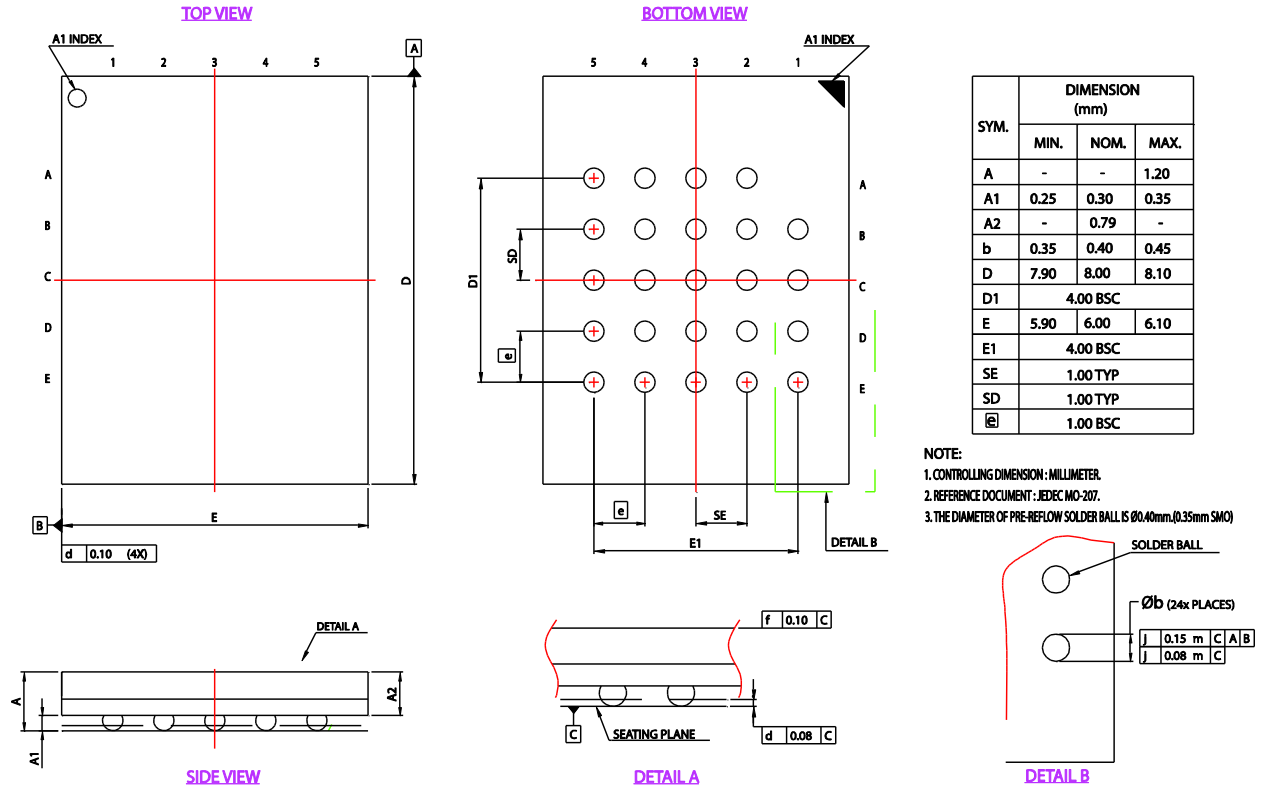 TOP VIEW
A1 INDEX
1 2 3 4 5
A
A
B
C
D
E
D
E
B
d 0.10 (4X)
BOTTOM VIEW
A1 INDEX
5 4 3 2 1
A
B
C
D
E
D1
SD
e
e
SE
E1
DETAIL B
SYM. DIMENSION (mm)
MIN. NOM. MAX.
A - - 1.20
A1 0.25 0.30 0.35
A2 - 0.79 -
b 0.35 0.40 0.45
D 7.90 8.00 8.10
D1 4.00 BSC
E 5.90 6.00 6.10
E1 4.00 BSC
SE 1.00 TYP
SD 1.00 TYP
e 1.00 BSC
NOTE:
1. CONTROLLING DIMENSION : MILLIMETER.
2. REFERENCE DOCUMENT : JEDEC MO-207.
3. THE DIAMETER OF PRE-REFLOW SOLDER BALL IS Ø0.40mm.(0.35mm SMO)
DETAIL A
A
A1
A2
SIDE VIEW
f 0.10 C
C
SEATING PLANE
d 0.08 C
DETAIL A
SOLDER BALL
Øb (24x PLACES)
j 0.15 m C A B
j 0.08 m C
DETAIL B